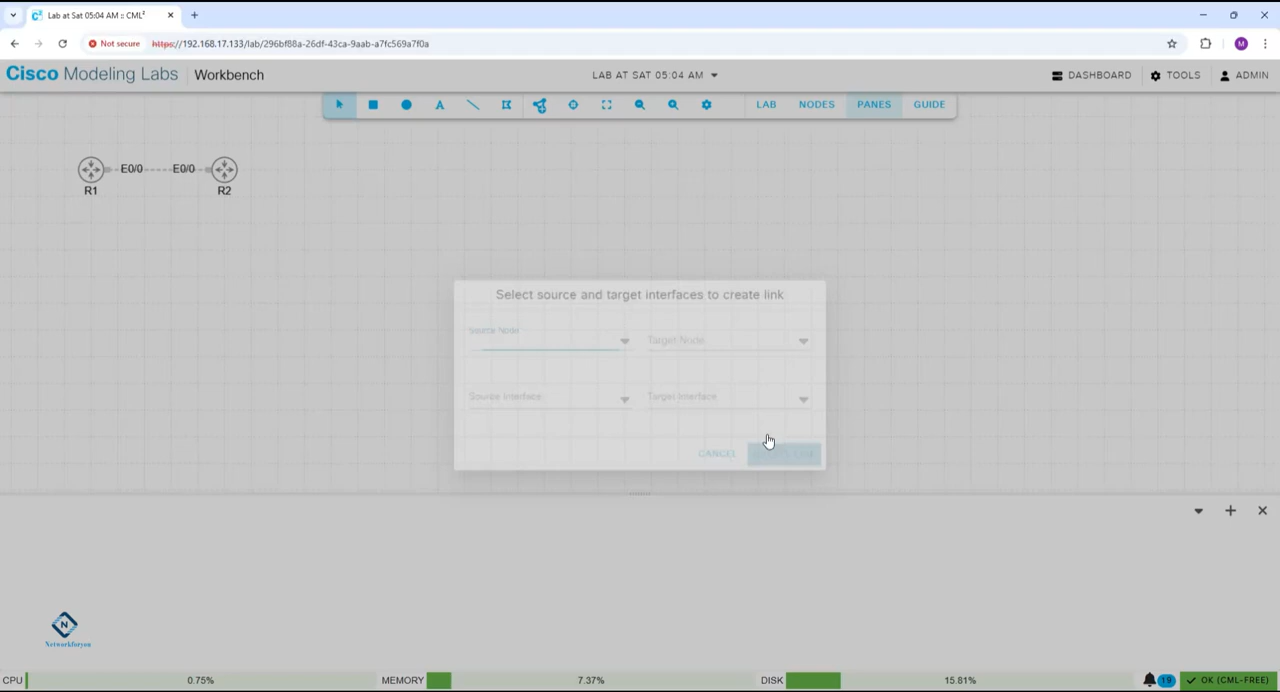 Lab at Sat 05:04 AM :: CML²
Not secure https://192.168.17.133/lab/296bf88a-26df-43ca-9aab-a7fc569a7f0a
M
Cisco Modeling Labs Workbench LAB AT SAT 05:04 AM DASHBOARD TOOLS ADMIN
A LAB NODES PANES GUIDE
E0/0 E0/0
R1 R2
Select source and target interfaces to create link
Source Node
Target Node
Source Interface Target Interface
CANCEL
N
Networkforyou
CPU 0.75% MEMORY 7.37% DISK 15.81% 19 OK (CML-FREE)